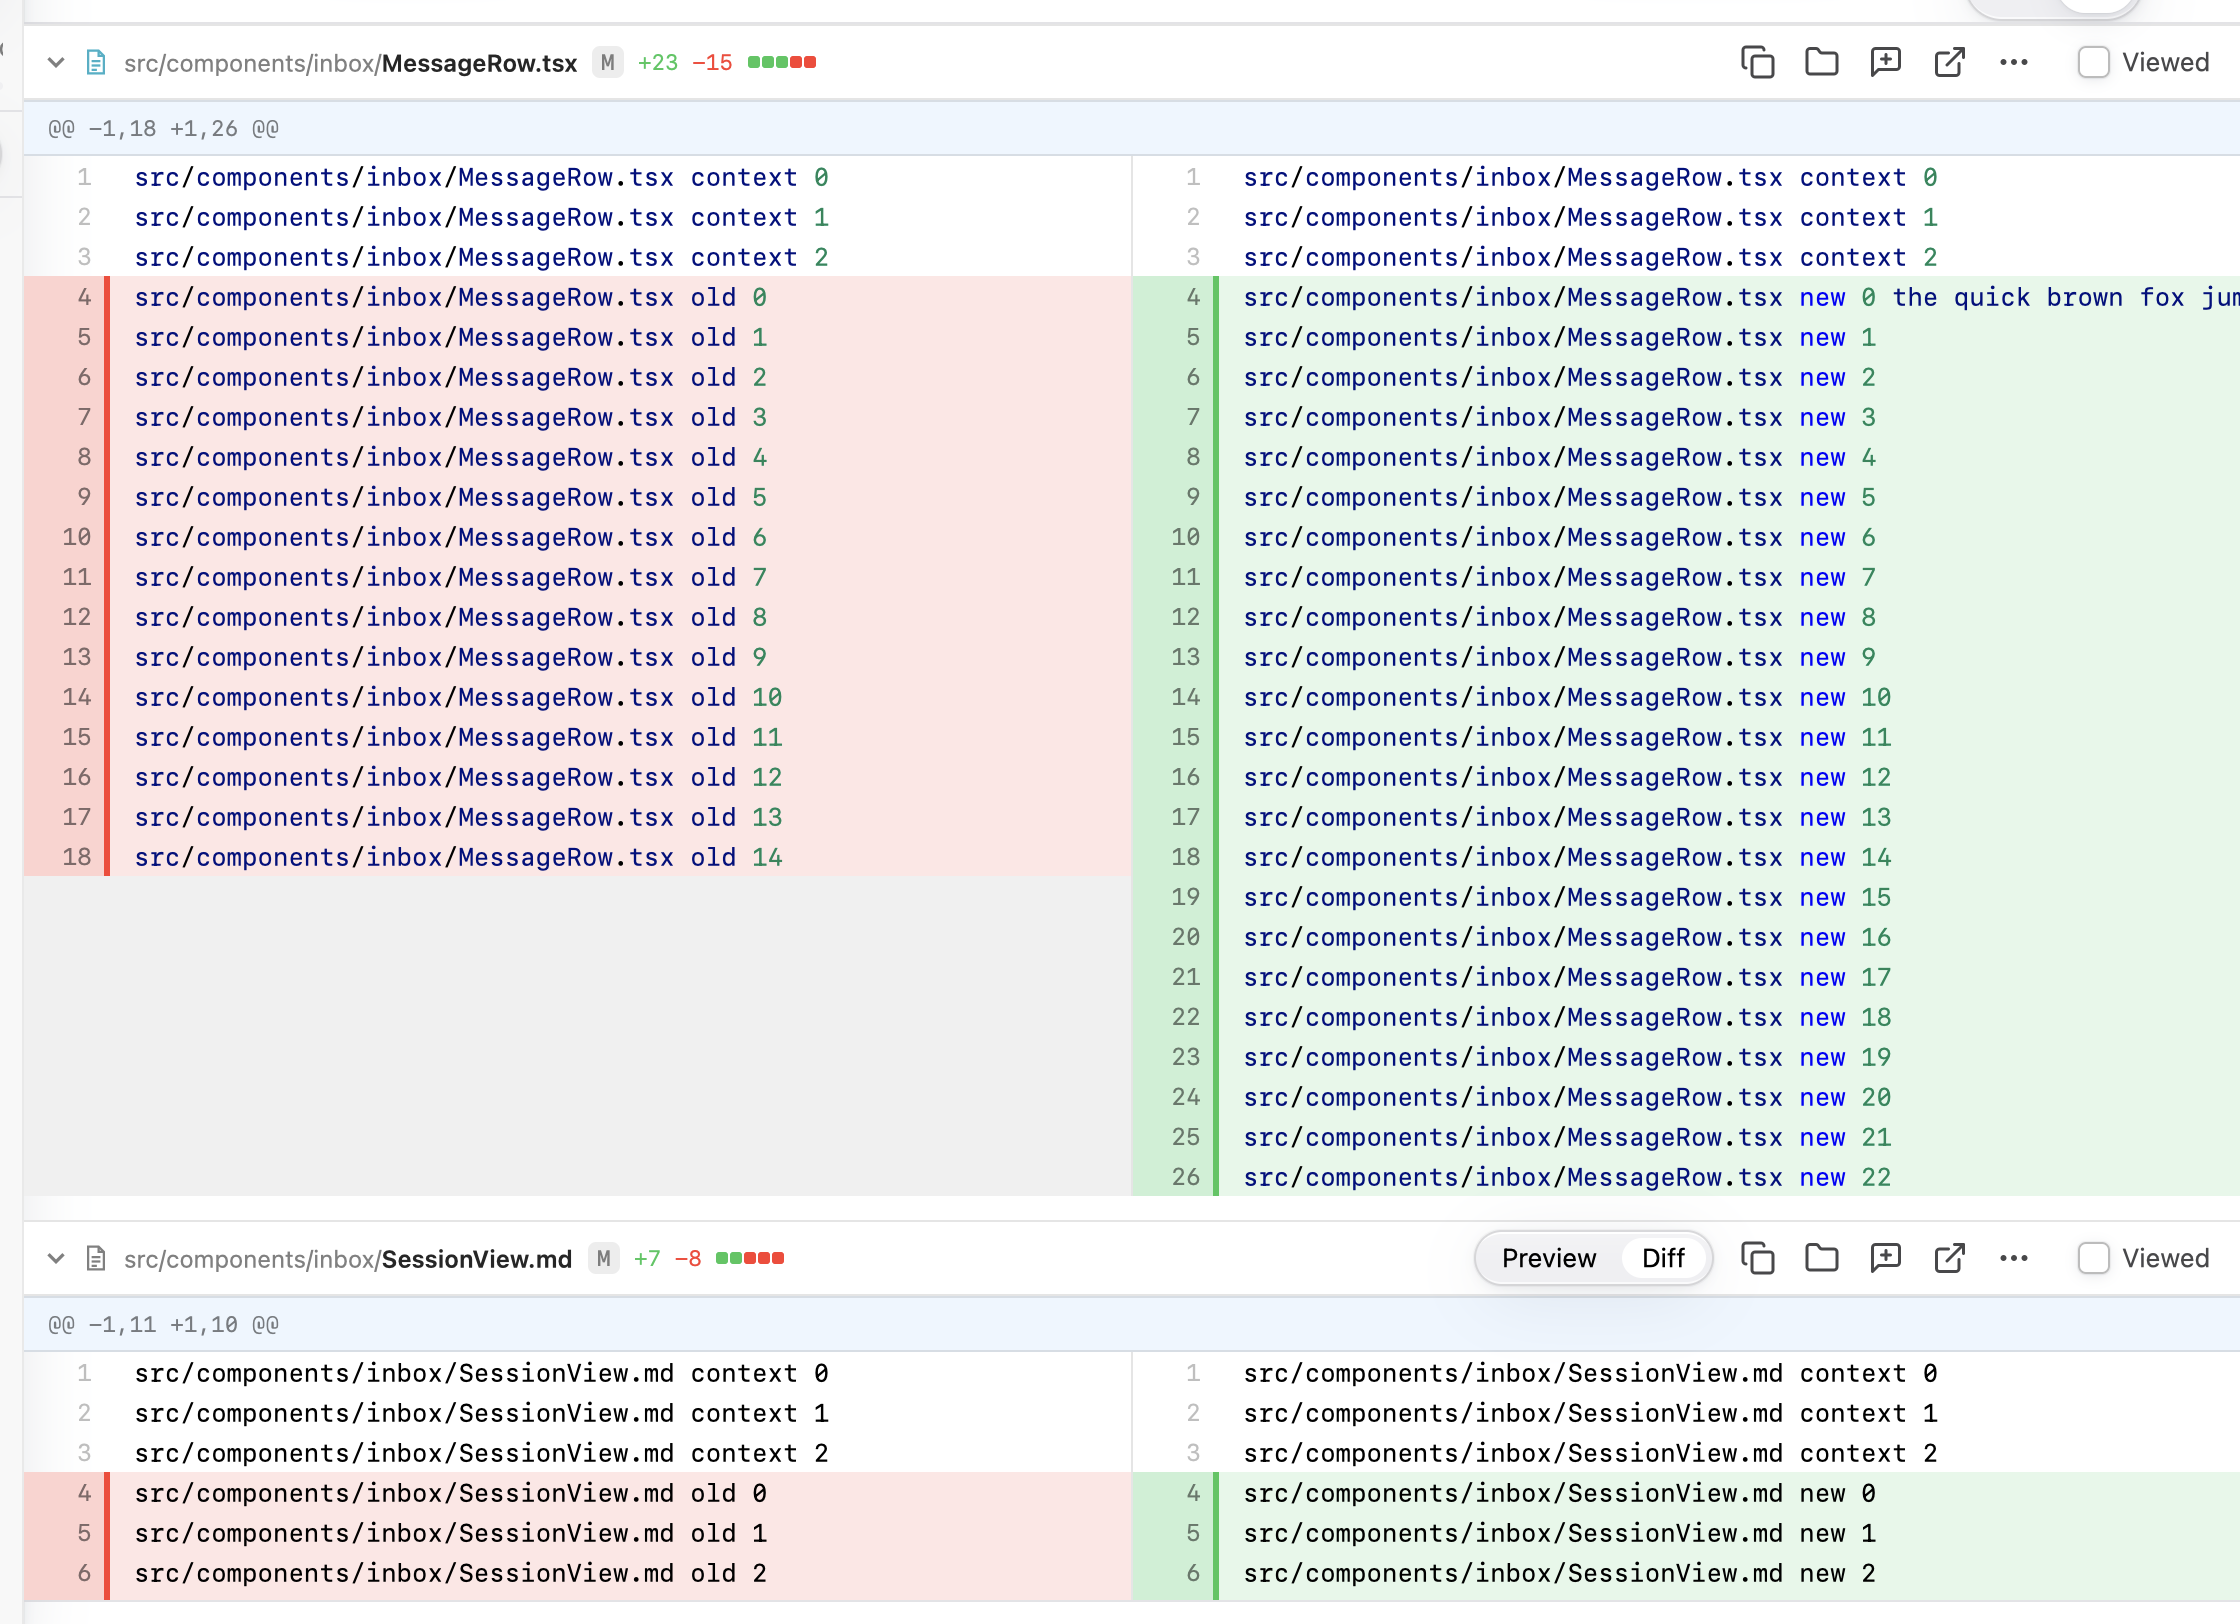 src/components/inbox/MessageRow.tsx M +23 −15 Viewed
@@ −1,18 +1,26 @@
1 src/components/inbox/MessageRow.tsx context 0 1 src/components/inbox/MessageRow.tsx context 0
2 src/components/inbox/MessageRow.tsx context 1 2 src/components/inbox/MessageRow.tsx context 1
3 src/components/inbox/MessageRow.tsx context 2 3 src/components/inbox/MessageRow.tsx context 2
4 src/components/inbox/MessageRow.tsx old 0 4 src/components/inbox/MessageRow.tsx new 0 the quick brown fox jum
5 src/components/inbox/MessageRow.tsx old 1 5 src/components/inbox/MessageRow.tsx new 1
6 src/components/inbox/MessageRow.tsx old 2 6 src/components/inbox/MessageRow.tsx new 2
7 src/components/inbox/MessageRow.tsx old 3 7 src/components/inbox/MessageRow.tsx new 3
8 src/components/inbox/MessageRow.tsx old 4 8 src/components/inbox/MessageRow.tsx new 4
9 src/components/inbox/MessageRow.tsx old 5 9 src/components/inbox/MessageRow.tsx new 5
10 src/components/inbox/MessageRow.tsx old 6 10 src/components/inbox/MessageRow.tsx new 6
11 src/components/inbox/MessageRow.tsx old 7 11 src/components/inbox/MessageRow.tsx new 7
12 src/components/inbox/MessageRow.tsx old 8 12 src/components/inbox/MessageRow.tsx new 8
13 src/components/inbox/MessageRow.tsx old 9 13 src/components/inbox/MessageRow.tsx new 9
14 src/components/inbox/MessageRow.tsx old 10 14 src/components/inbox/MessageRow.tsx new 10
15 src/components/inbox/MessageRow.tsx old 11 15 src/components/inbox/MessageRow.tsx new 11
16 src/components/inbox/MessageRow.tsx old 12 16 src/components/inbox/MessageRow.tsx new 12
17 src/components/inbox/MessageRow.tsx old 13 17 src/components/inbox/MessageRow.tsx new 13
18 src/components/inbox/MessageRow.tsx old 14 18 src/components/inbox/MessageRow.tsx new 14
19 src/components/inbox/MessageRow.tsx new 15
20 src/components/inbox/MessageRow.tsx new 16
21 src/components/inbox/MessageRow.tsx new 17
22 src/components/inbox/MessageRow.tsx new 18
23 src/components/inbox/MessageRow.tsx new 19
24 src/components/inbox/MessageRow.tsx new 20
25 src/components/inbox/MessageRow.tsx new 21
26 src/components/inbox/MessageRow.tsx new 22
src/components/inbox/SessionView.md M +7 −8 Preview Diff Viewed
@@ −1,11 +1,10 @@
1 src/components/inbox/SessionView.md context 0 1 src/components/inbox/SessionView.md context 0
2 src/components/inbox/SessionView.md context 1 2 src/components/inbox/SessionView.md context 1
3 src/components/inbox/SessionView.md context 2 3 src/components/inbox/SessionView.md context 2
4 src/components/inbox/SessionView.md old 0 4 src/components/inbox/SessionView.md new 0
5 src/components/inbox/SessionView.md old 1 5 src/components/inbox/SessionView.md new 1
6 src/components/inbox/SessionView.md old 2 6 src/components/inbox/SessionView.md new 2